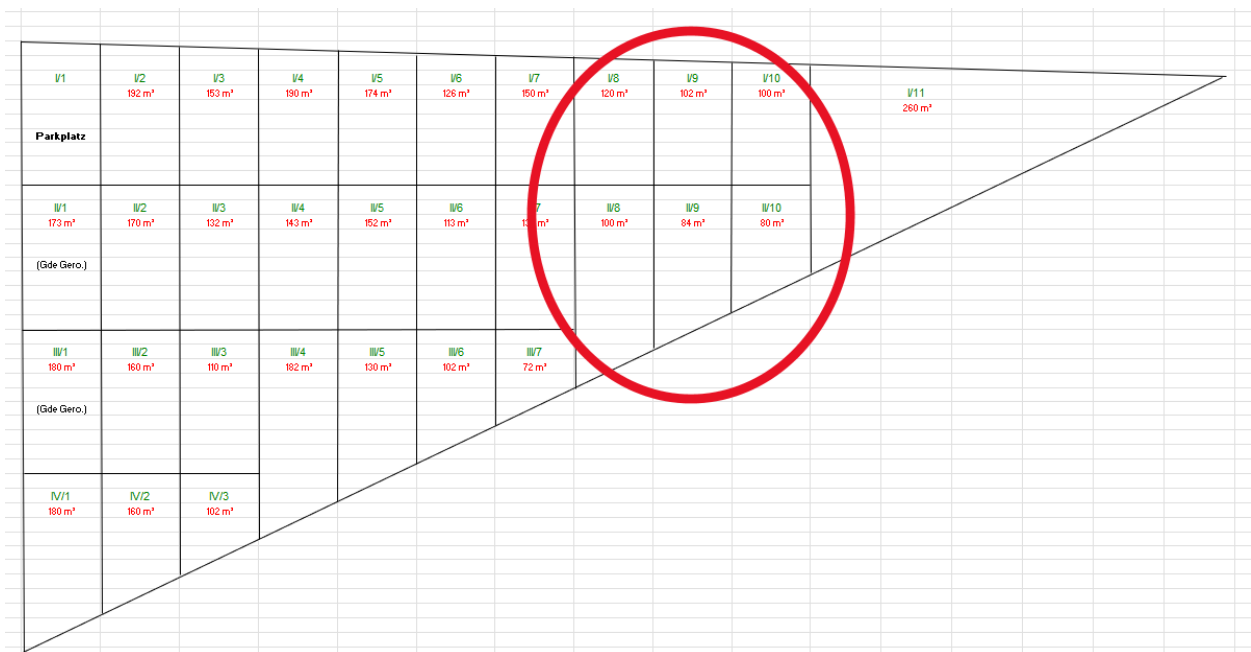 I/1 I/2 I/3 I/4 I/5 I/6 I/7 I/8 I/9 I/10 I/11
192 m² 153 m² 190 m² 174 m² 126 m² 150 m² 120 m² 102 m² 100 m² 260 m²
Parkplatz
II/1 II/2 II/3 II/4 II/5 II/6 II/8 II/9 II/10
173 m² 170 m² 132 m² 143 m² 152 m² 113 m² 100 m² 84 m² 80 m²
(Gde Gero.)
III/1 III/2 III/3 III/4 III/5 III/6 III/7
180 m² 160 m² 110 m² 182 m² 130 m² 102 m² 72 m²
(Gde Gero.)
IV/1 IV/2 IV/3
180 m² 160 m² 102 m²